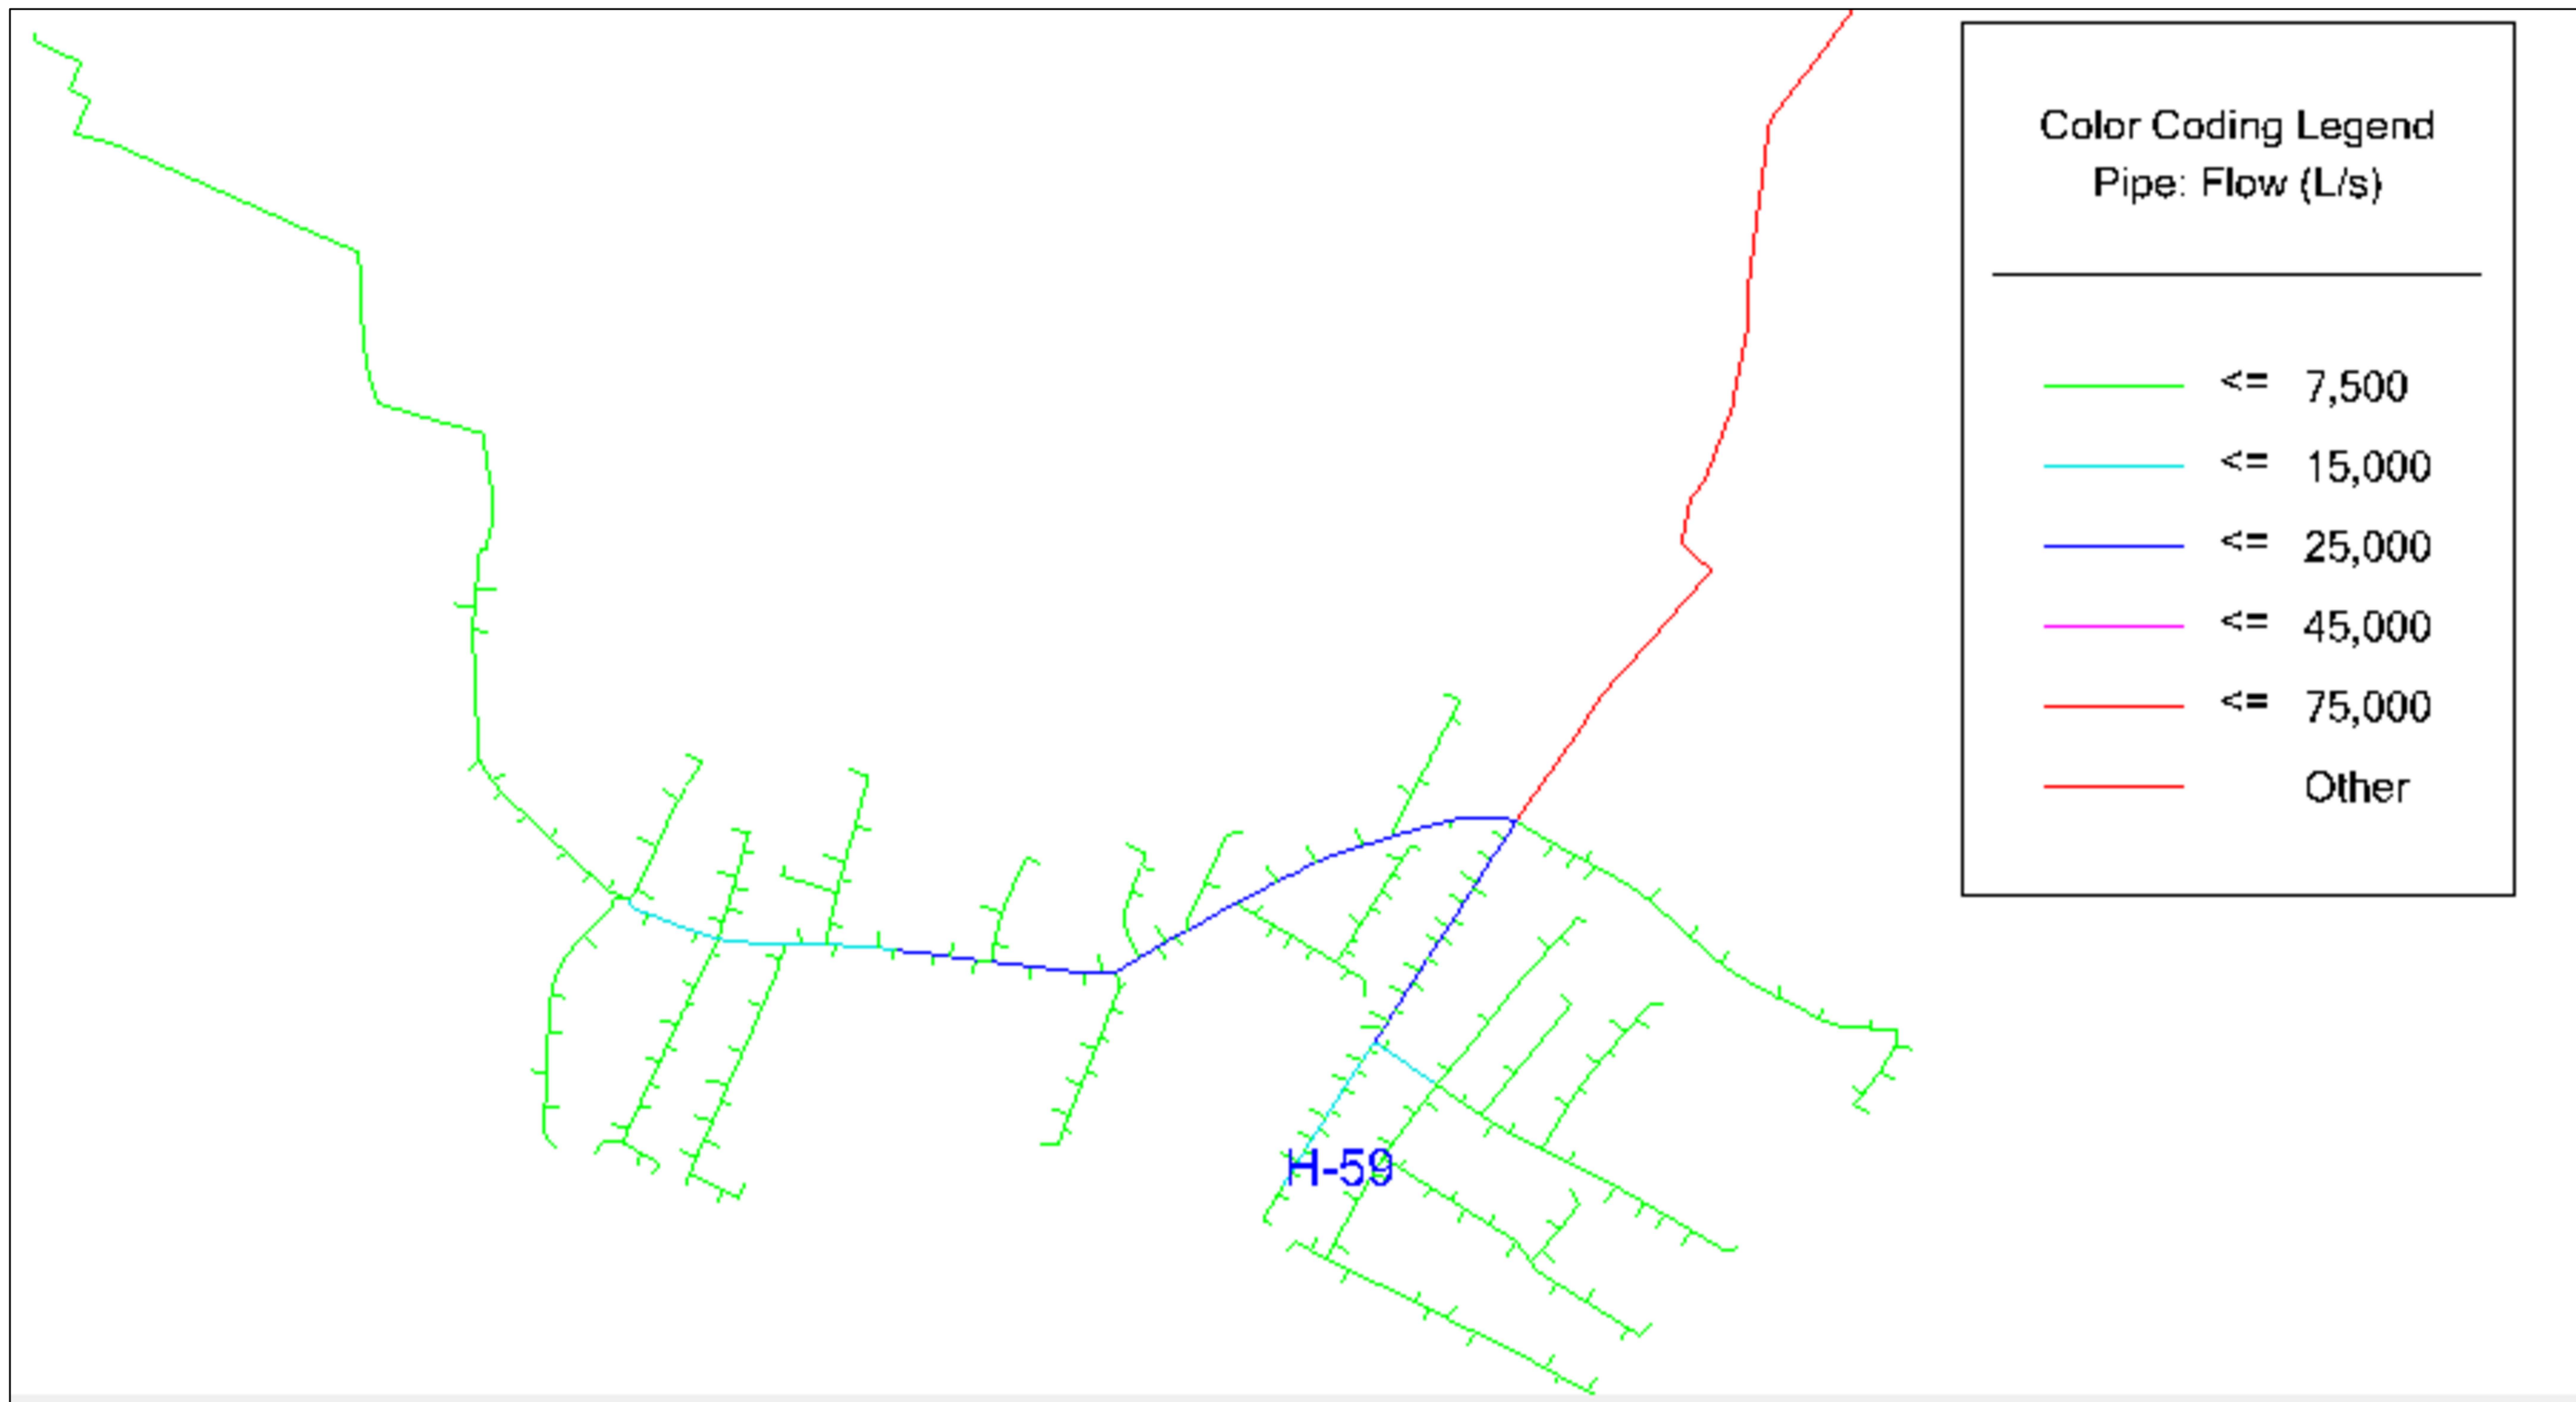 Color Coding Legend
Pipe: Flow (L/s)
<= 7,500
<= 15,000
<= 25,000
<= 45,000
<= 75,000
Other
H-59